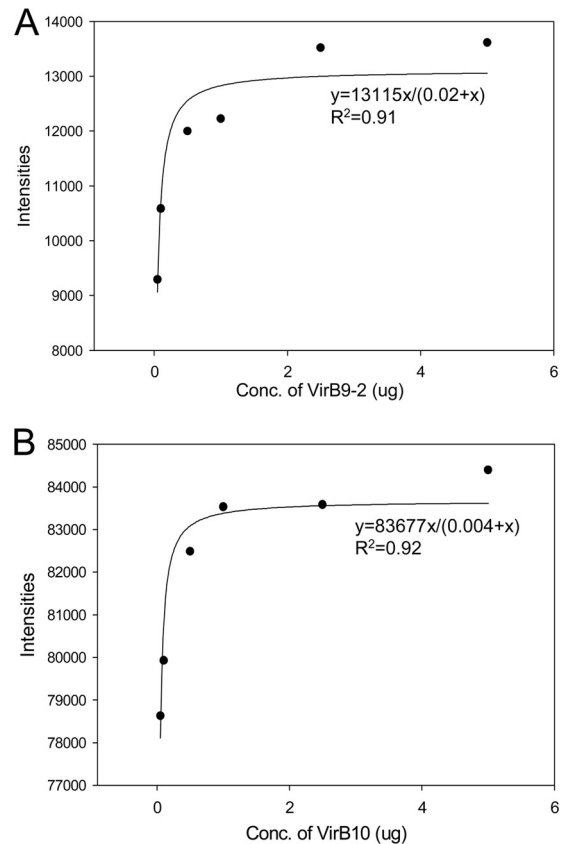 A
14000
13000
12000
11000
10000
9000
8000
Intensities
y=13115x/(0.02+x)
R²=0.91
0 2 4 6
Conc. of VirB9-2 (ug)
B
85000
84000
83000
82000
81000
80000
79000
78000
77000
Intensities
y=83677x/(0.004+x)
R²=0.92
0 2 4 6
Conc. of VirB10 (ug)